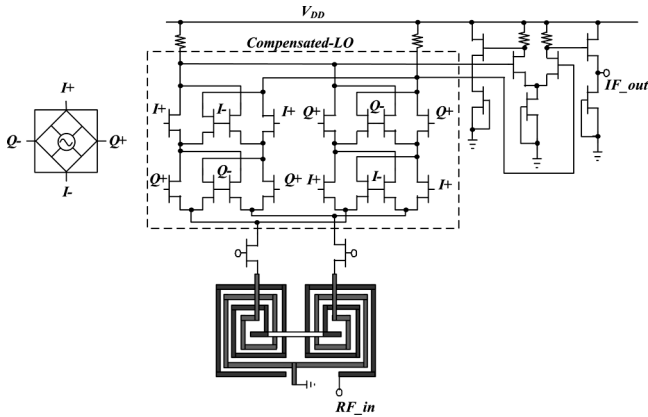 V_DD
Compensated-LO
I+
I+ I- I+ Q+ Q- Q+
IF_out
Q- Q+
I-
Q+ Q- Q+ I+ I- I+
RF_in